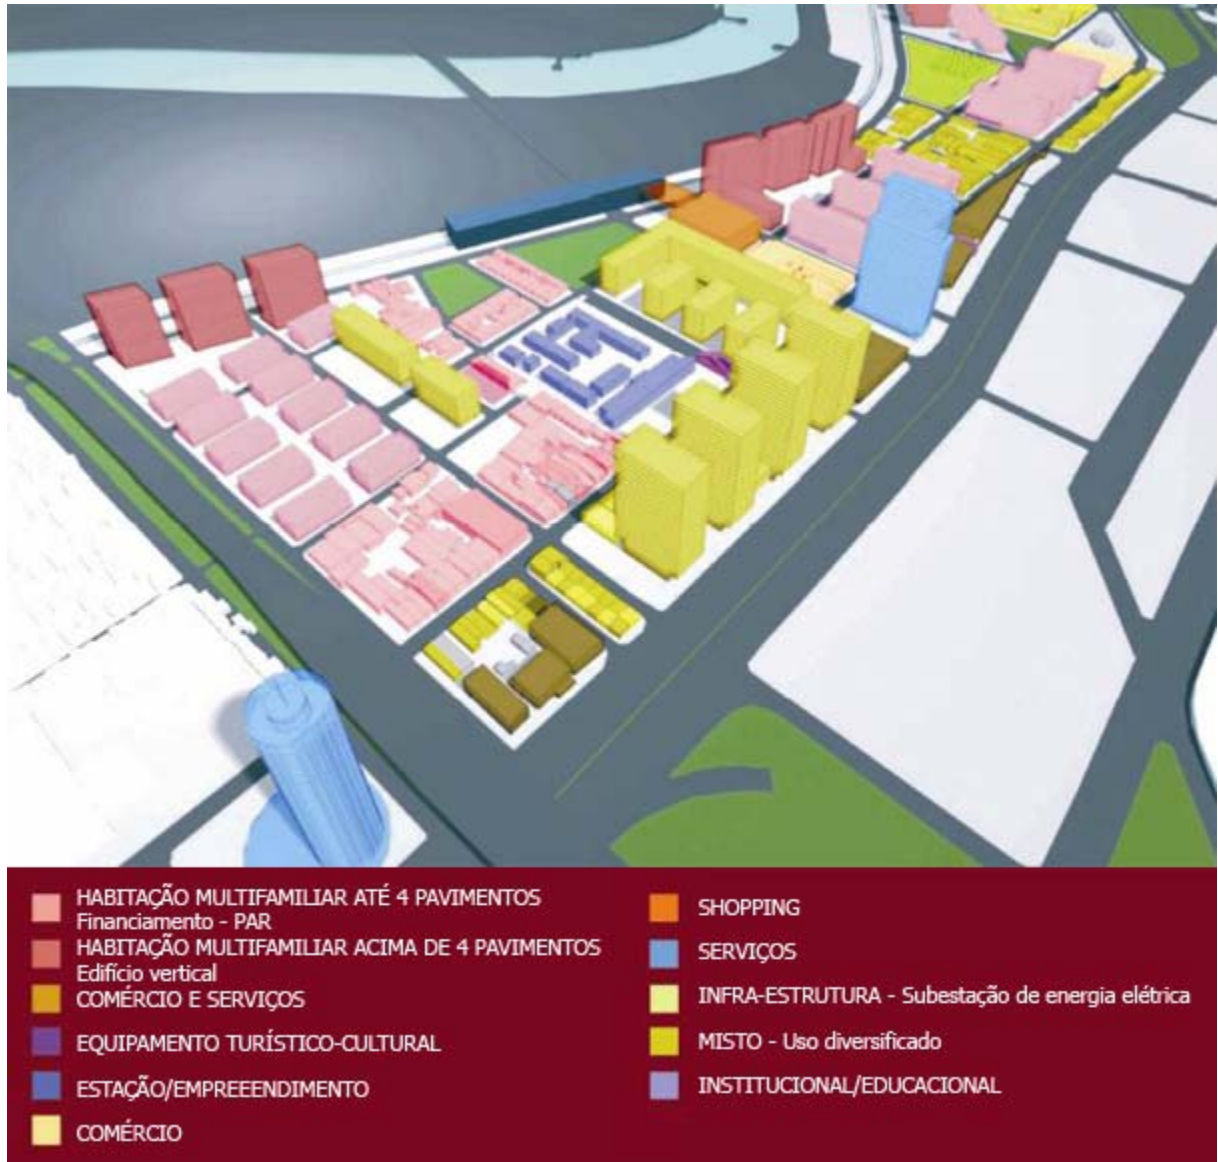 HABITAÇÃO MULTIFAMILIAR ATÉ 4 PAVIMENTOS
Financiamento - PAR
HABITAÇÃO MULTIFAMILIAR ACIMA DE 4 PAVIMENTOS
Edifício vertical
COMÉRCIO E SERVIÇOS
EQUIPAMENTO TURÍSTICO-CULTURAL
ESTAÇÃO/EMPREEENDIMENTO
COMÉRCIO
SHOPPING
SERVIÇOS
INFRA-ESTRUTURA - Subestação de energia elétrica
MISTO - Uso diversificado
INSTITUCIONAL/EDUCACIONAL